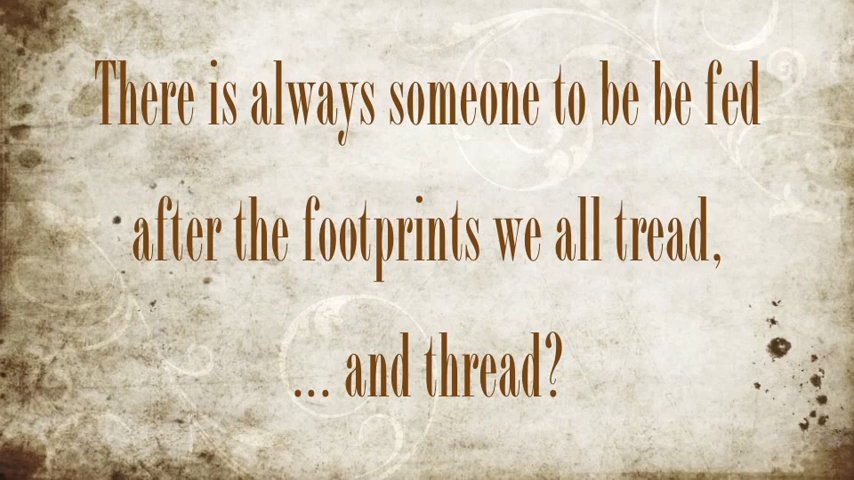 There is always someone to be be fed
after the footprints we all tread,
... and thread?